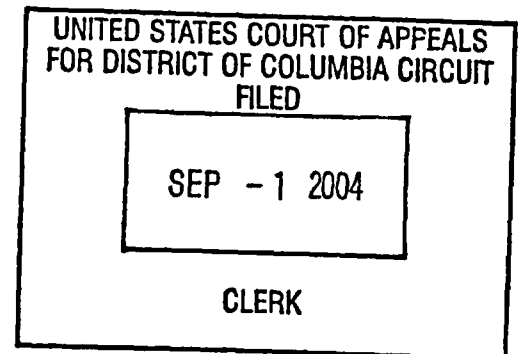 UNITED STATES COURT OF APPEALS
FOR DISTRICT OF COLUMBIA CIRCUIT
FILED
SEP - 1 2004
CLERK